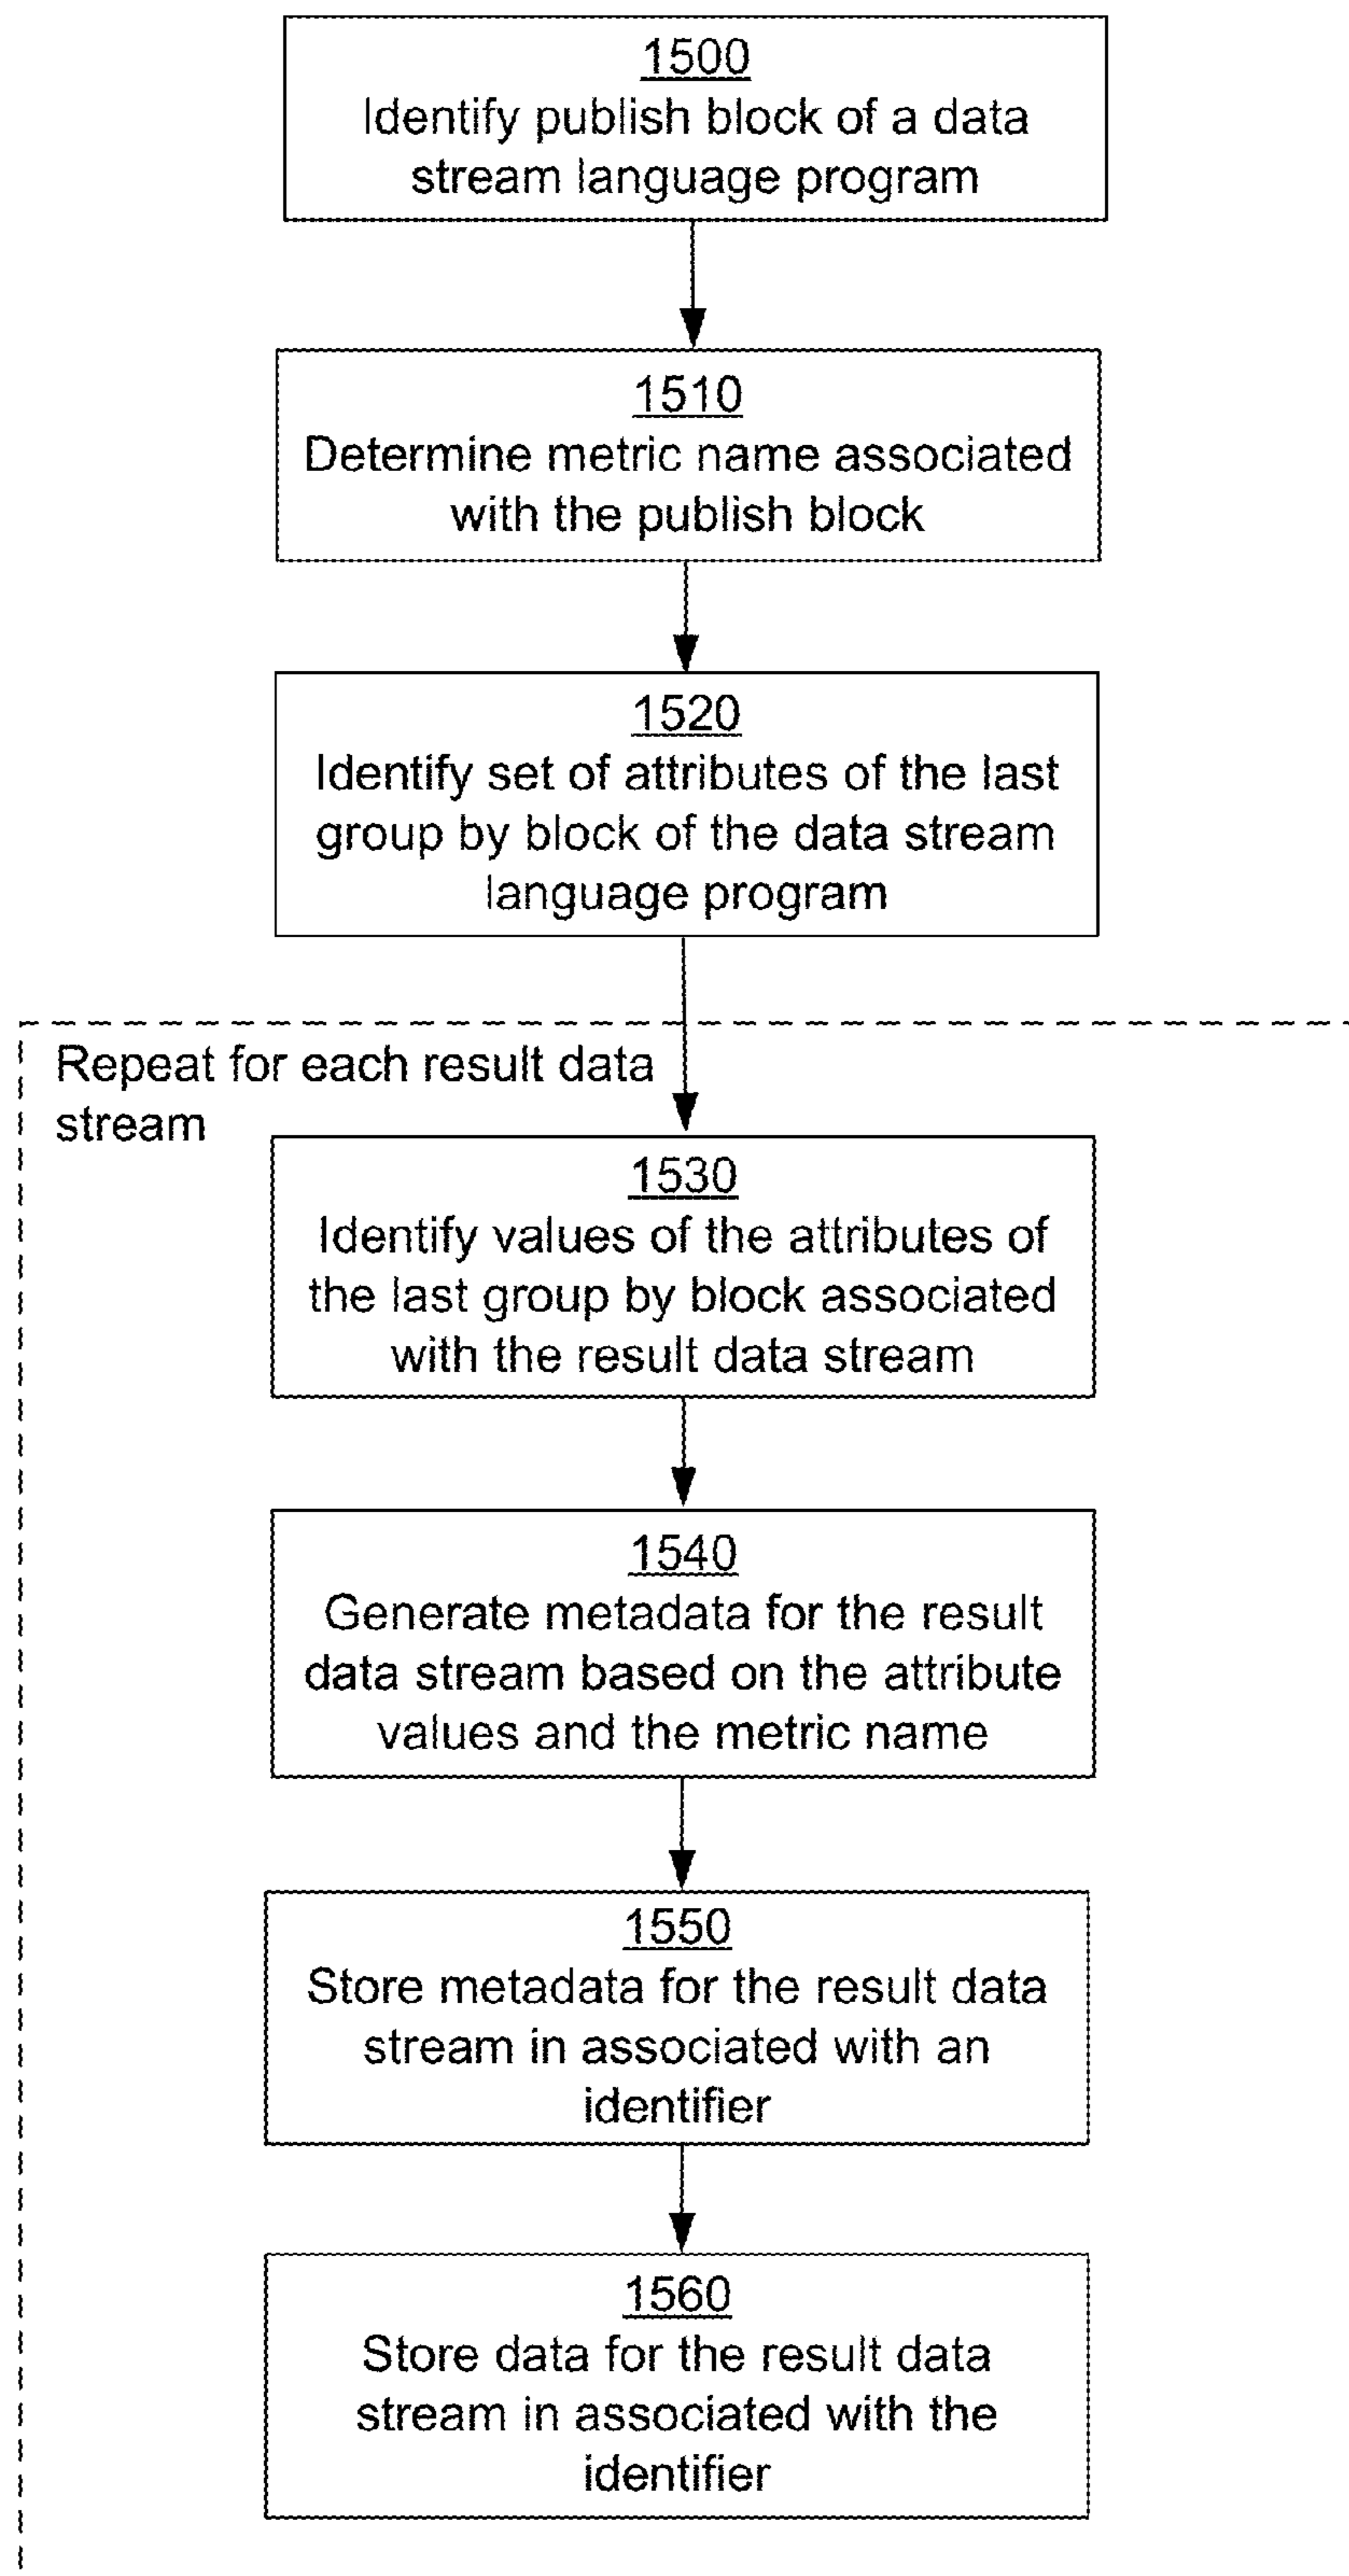 1500
Identify publish block of a data
stream language program
1510
Determine metric name associated
with the publish block
1520
Identify set of attributes of the last
group by block of the data stream
language program
Repeat for each result data
stream
1530
Identify values of the attributes of
the last group by block associated
with the result data stream
1540
Generate metadata for the result
data stream based on the attribute
values and the metric name
1550
Store metadata for the result data
stream in associated with an
identifier
1560
Store data for the result data
stream in associated with the
identifier